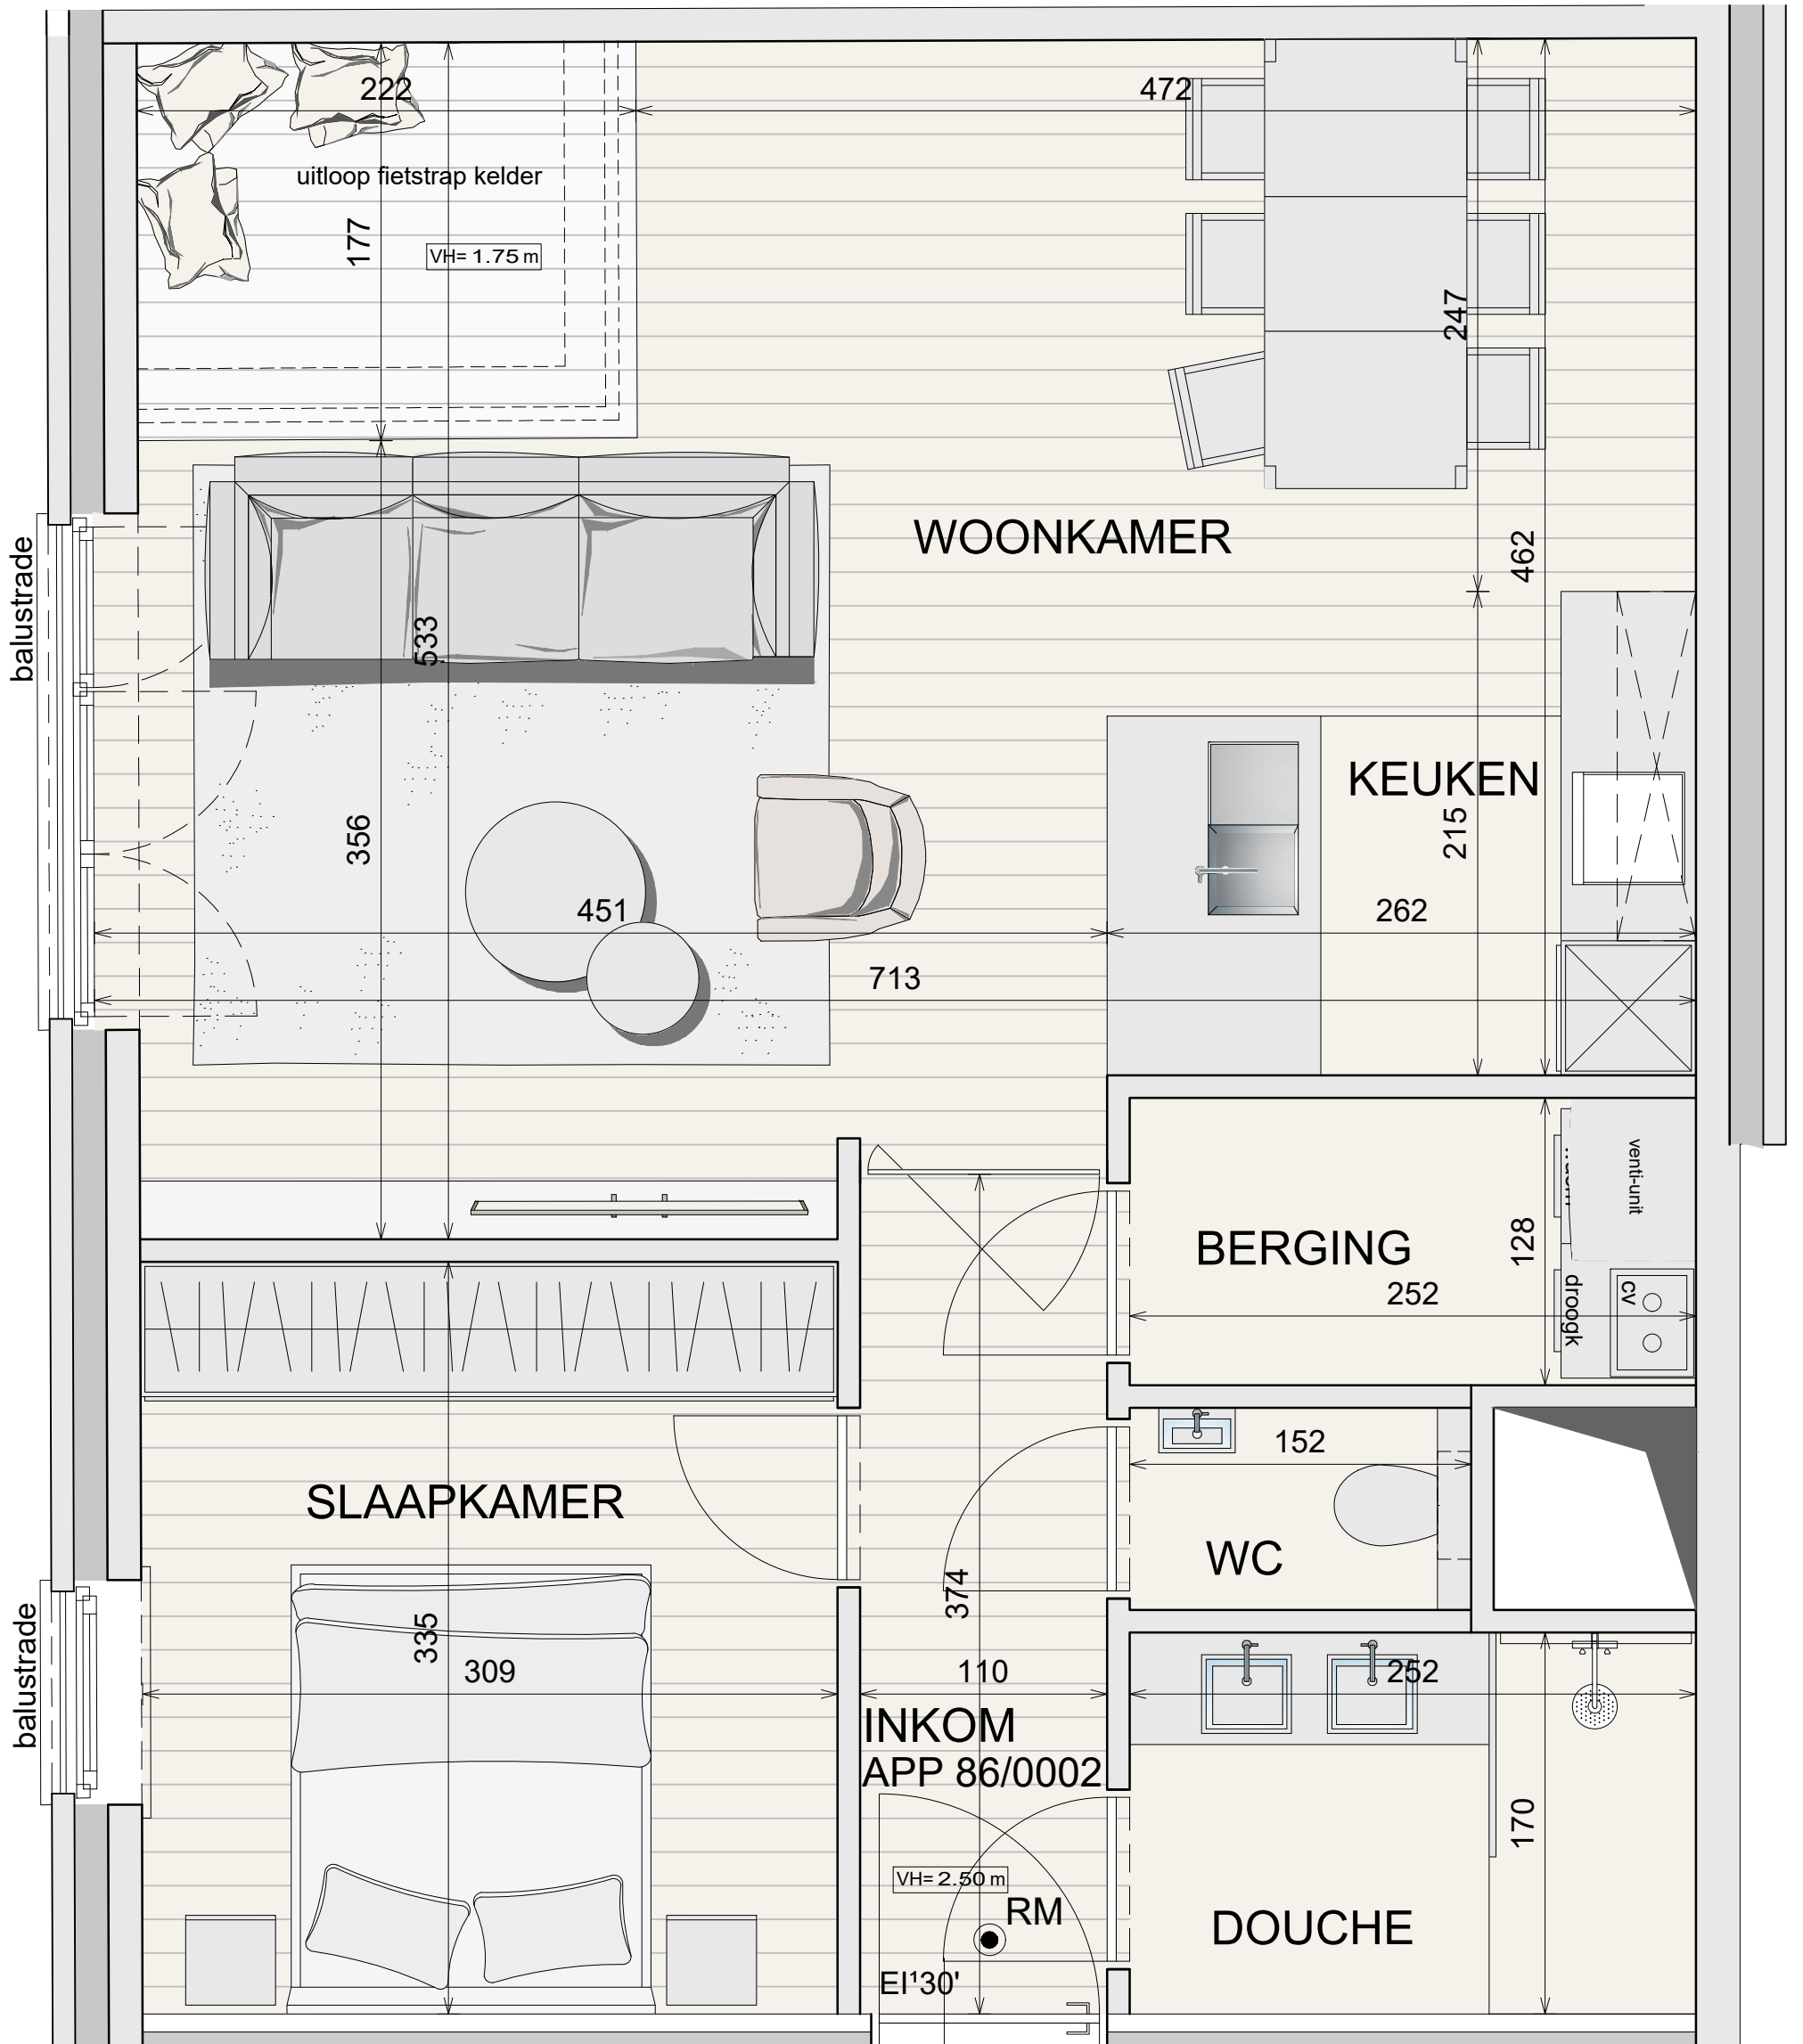 222
472
uitloop fietstrap kelder
177
VH= 1.75 m
247
balustrade
WOONKAMER
462
533
KEUKEN
215
356
451
262
713
venti-unit
BERGING
128
252
droogk
cv
152
SLAAPKAMER
WC
374
balustrade
335
309
110
252
INKOM
APP 86/0002
170
VH= 2.50 m
RM
DOUCHE
EI¹30'